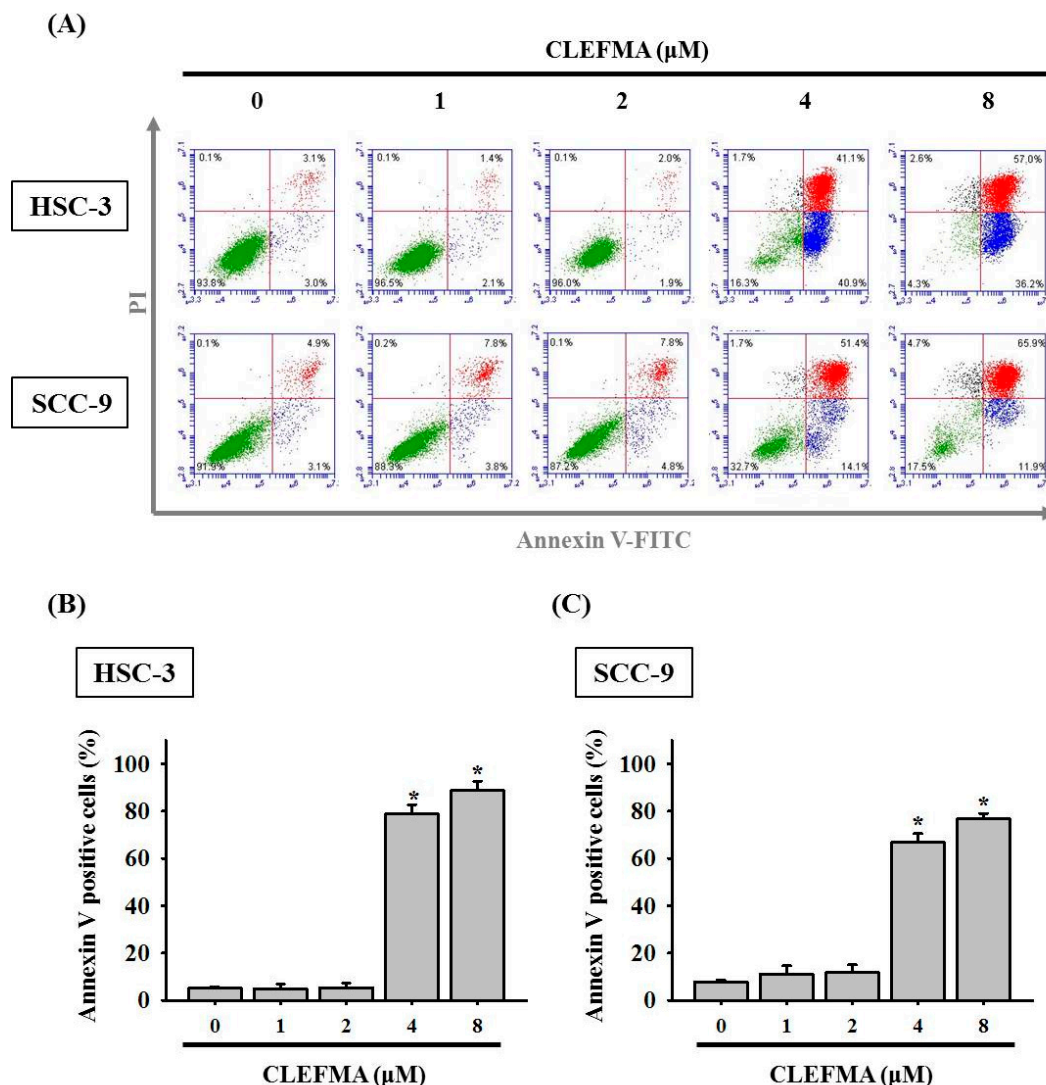 (A)
CLEFMA (µM)
0 1 2 4 8
HSC-3
0.1% 3.1% 0.1% 1.4% 0.1% 2.0% 1.7% 41.1% 2.6% 57.0%
93.8% 3.0% 96.5% 2.1% 96.0% 1.9% 16.3% 40.9% 4.3% 36.2%
PI
SCC-9
0.1% 4.9% 0.2% 7.8% 0.1% 7.8% 1.7% 51.4% 4.7% 65.9%
91.9% 3.1% 88.3% 3.8% 87.2% 4.8% 32.7% 14.1% 17.5% 11.9%
Annexin V-FITC
(B)
HSC-3
Annexin V positive cells (%)
100
80
60
40
20
0
* *
0 1 2 4 8
CLEFMA (µM)
(C)
SCC-9
Annexin V positive cells (%)
100
80
60
40
20
0
* *
0 1 2 4 8
CLEFMA (µM)